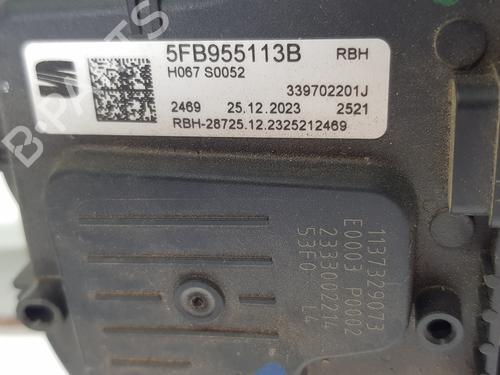 B-PARTS
5FB955113B RBH
H067 S0052
339702201J
2469 25.12.2023 2521
RBH-28725.12.2325212469
1137329073
E0003 P0002
2333002214
53F0 L4